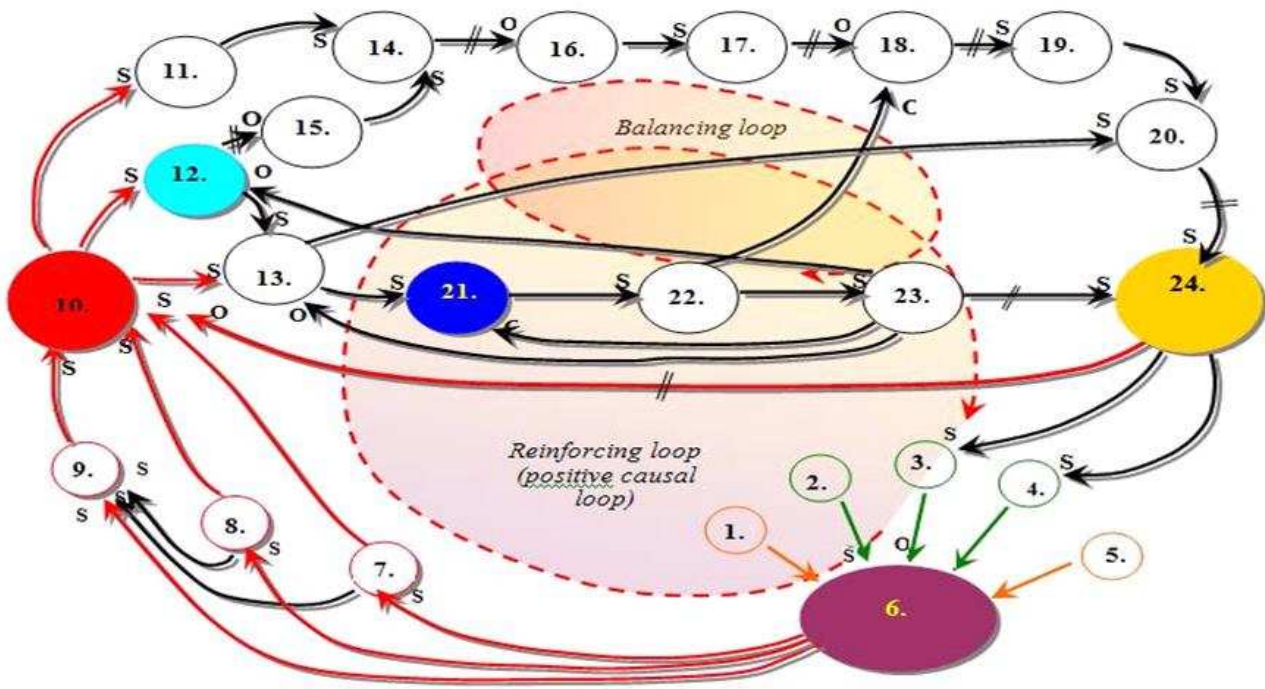 O
14.
S
16.
S
17.
O
18.
S
19.
11.
S
S
S
C
Balancing loop
S
20.
O
15.
12.
S
O
S
S
13.
S
O
21.
S
22.
S
23.
S
S
24.
10.
S
O
C
S
S
9.
S
S
S
8.
S
7.
S
Reinforcing loop
(positive causal
loop)
S
3.
S
2.
4.
1.
S
O
5.
6.